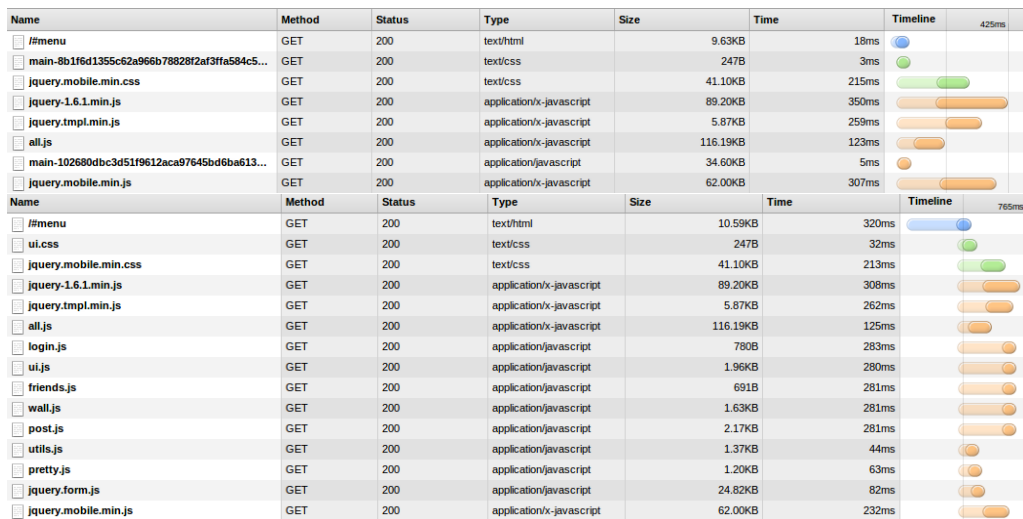 Name Method Status Type Size Time Timeline 425ms
/#menu GET 200 text/html 9.63KB 18ms
main-8b1f6d1355c62a966b78828f2af3ffa584c5... GET 200 text/css 247B 3ms
jquery.mobile.min.css GET 200 text/css 41.10KB 215ms
jquery-1.6.1.min.js GET 200 application/x-javascript 89.20KB 350ms
jquery.tmpl.min.js GET 200 application/x-javascript 5.87KB 259ms
all.js GET 200 application/x-javascript 116.19KB 123ms
main-102680dbc3d51f9612aca97645bd6ba613... GET 200 application/javascript 34.60KB 5ms
jquery.mobile.min.js GET 200 application/x-javascript 62.00KB 307ms
Name Method Status Type Size Time Timeline 765ms
/#menu GET 200 text/html 10.59KB 320ms
ui.css GET 200 text/css 247B 32ms
jquery.mobile.min.css GET 200 text/css 41.10KB 213ms
jquery-1.6.1.min.js GET 200 application/x-javascript 89.20KB 308ms
jquery.tmpl.min.js GET 200 application/x-javascript 5.87KB 262ms
all.js GET 200 application/x-javascript 116.19KB 125ms
login.js GET 200 application/javascript 780B 283ms
ui.js GET 200 application/javascript 1.96KB 280ms
friends.js GET 200 application/javascript 691B 281ms
wall.js GET 200 application/javascript 1.63KB 281ms
post.js GET 200 application/javascript 2.17KB 281ms
utils.js GET 200 application/javascript 1.37KB 44ms
pretty.js GET 200 application/javascript 1.20KB 63ms
jquery.form.js GET 200 application/javascript 24.82KB 82ms
jquery.mobile.min.js GET 200 application/x-javascript 62.00KB 232ms